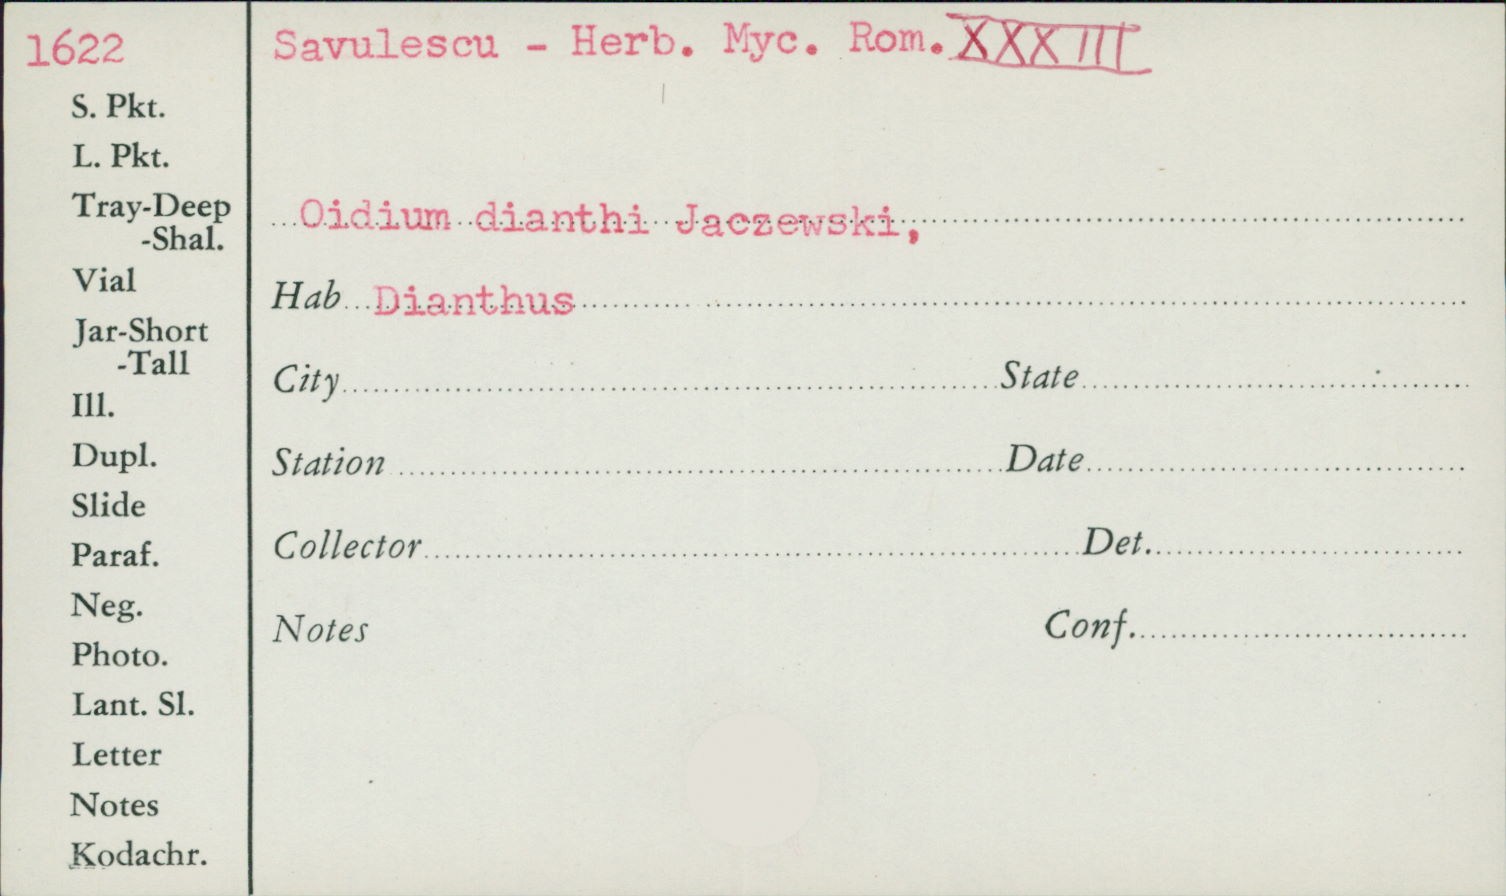 1622
Savulescu - Herb. Myc. Rom. XXXIII
S. Pkt.
L. Pkt.
Tray-Deep
-Shal.
Vial
Jar-Short
-Tall
Ill.
Dupl.
Slide
Paraf.
Neg.
Photo.
Lant. Sl.
Letter
Notes
Kodachr.
Oidium dianthi Jaczewski,
Hab Dianthus
City State
Station Date
Collector Det.
Notes Conf.